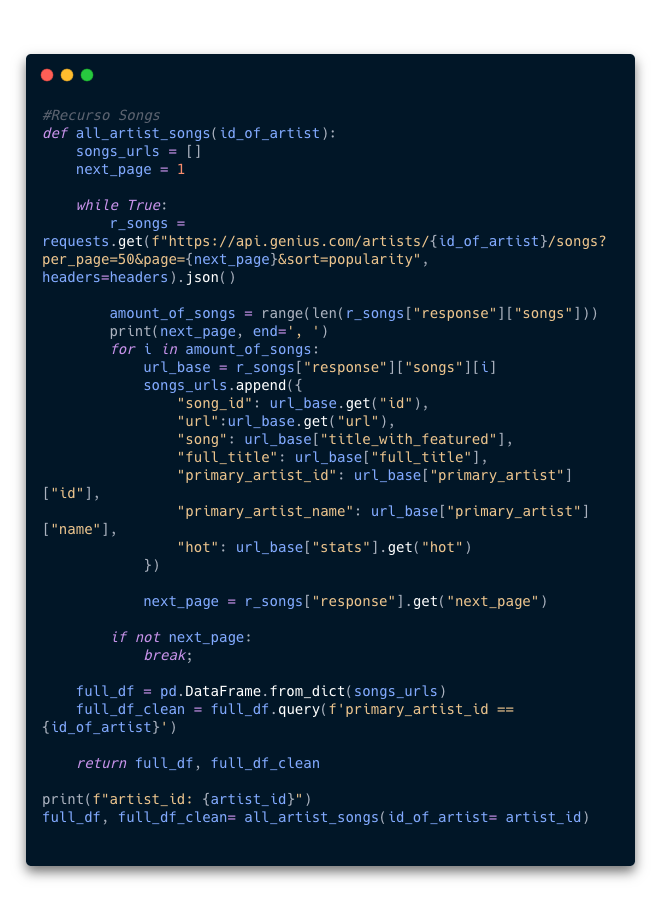 #Recurso Songs
def all_artist_songs(id_of_artist):
    songs_urls = []
    next_page = 1

    while True:
        r_songs =
requests.get(f"https://api.genius.com/artists/{id_of_artist}/songs?
per_page=50&page={next_page}&sort=popularity",
headers=headers).json()

        amount_of_songs = range(len(r_songs["response"]["songs"]))
        print(next_page, end=', ')
        for i in amount_of_songs:
            url_base = r_songs["response"]["songs"][i]
            songs_urls.append({
                "song_id": url_base.get("id"),
                "url":url_base.get("url"),
                "song": url_base["title_with_featured"],
                "full_title": url_base["full_title"],
                "primary_artist_id": url_base["primary_artist"]
["id"],
                "primary_artist_name": url_base["primary_artist"]
["name"],
                "hot": url_base["stats"].get("hot")
            })

            next_page = r_songs["response"].get("next_page")

        if not next_page:
            break;

    full_df = pd.DataFrame.from_dict(songs_urls)
    full_df_clean = full_df.query(f'primary_artist_id ==
{id_of_artist}')

    return full_df, full_df_clean

print(f"artist_id: {artist_id}")
full_df, full_df_clean= all_artist_songs(id_of_artist= artist_id)